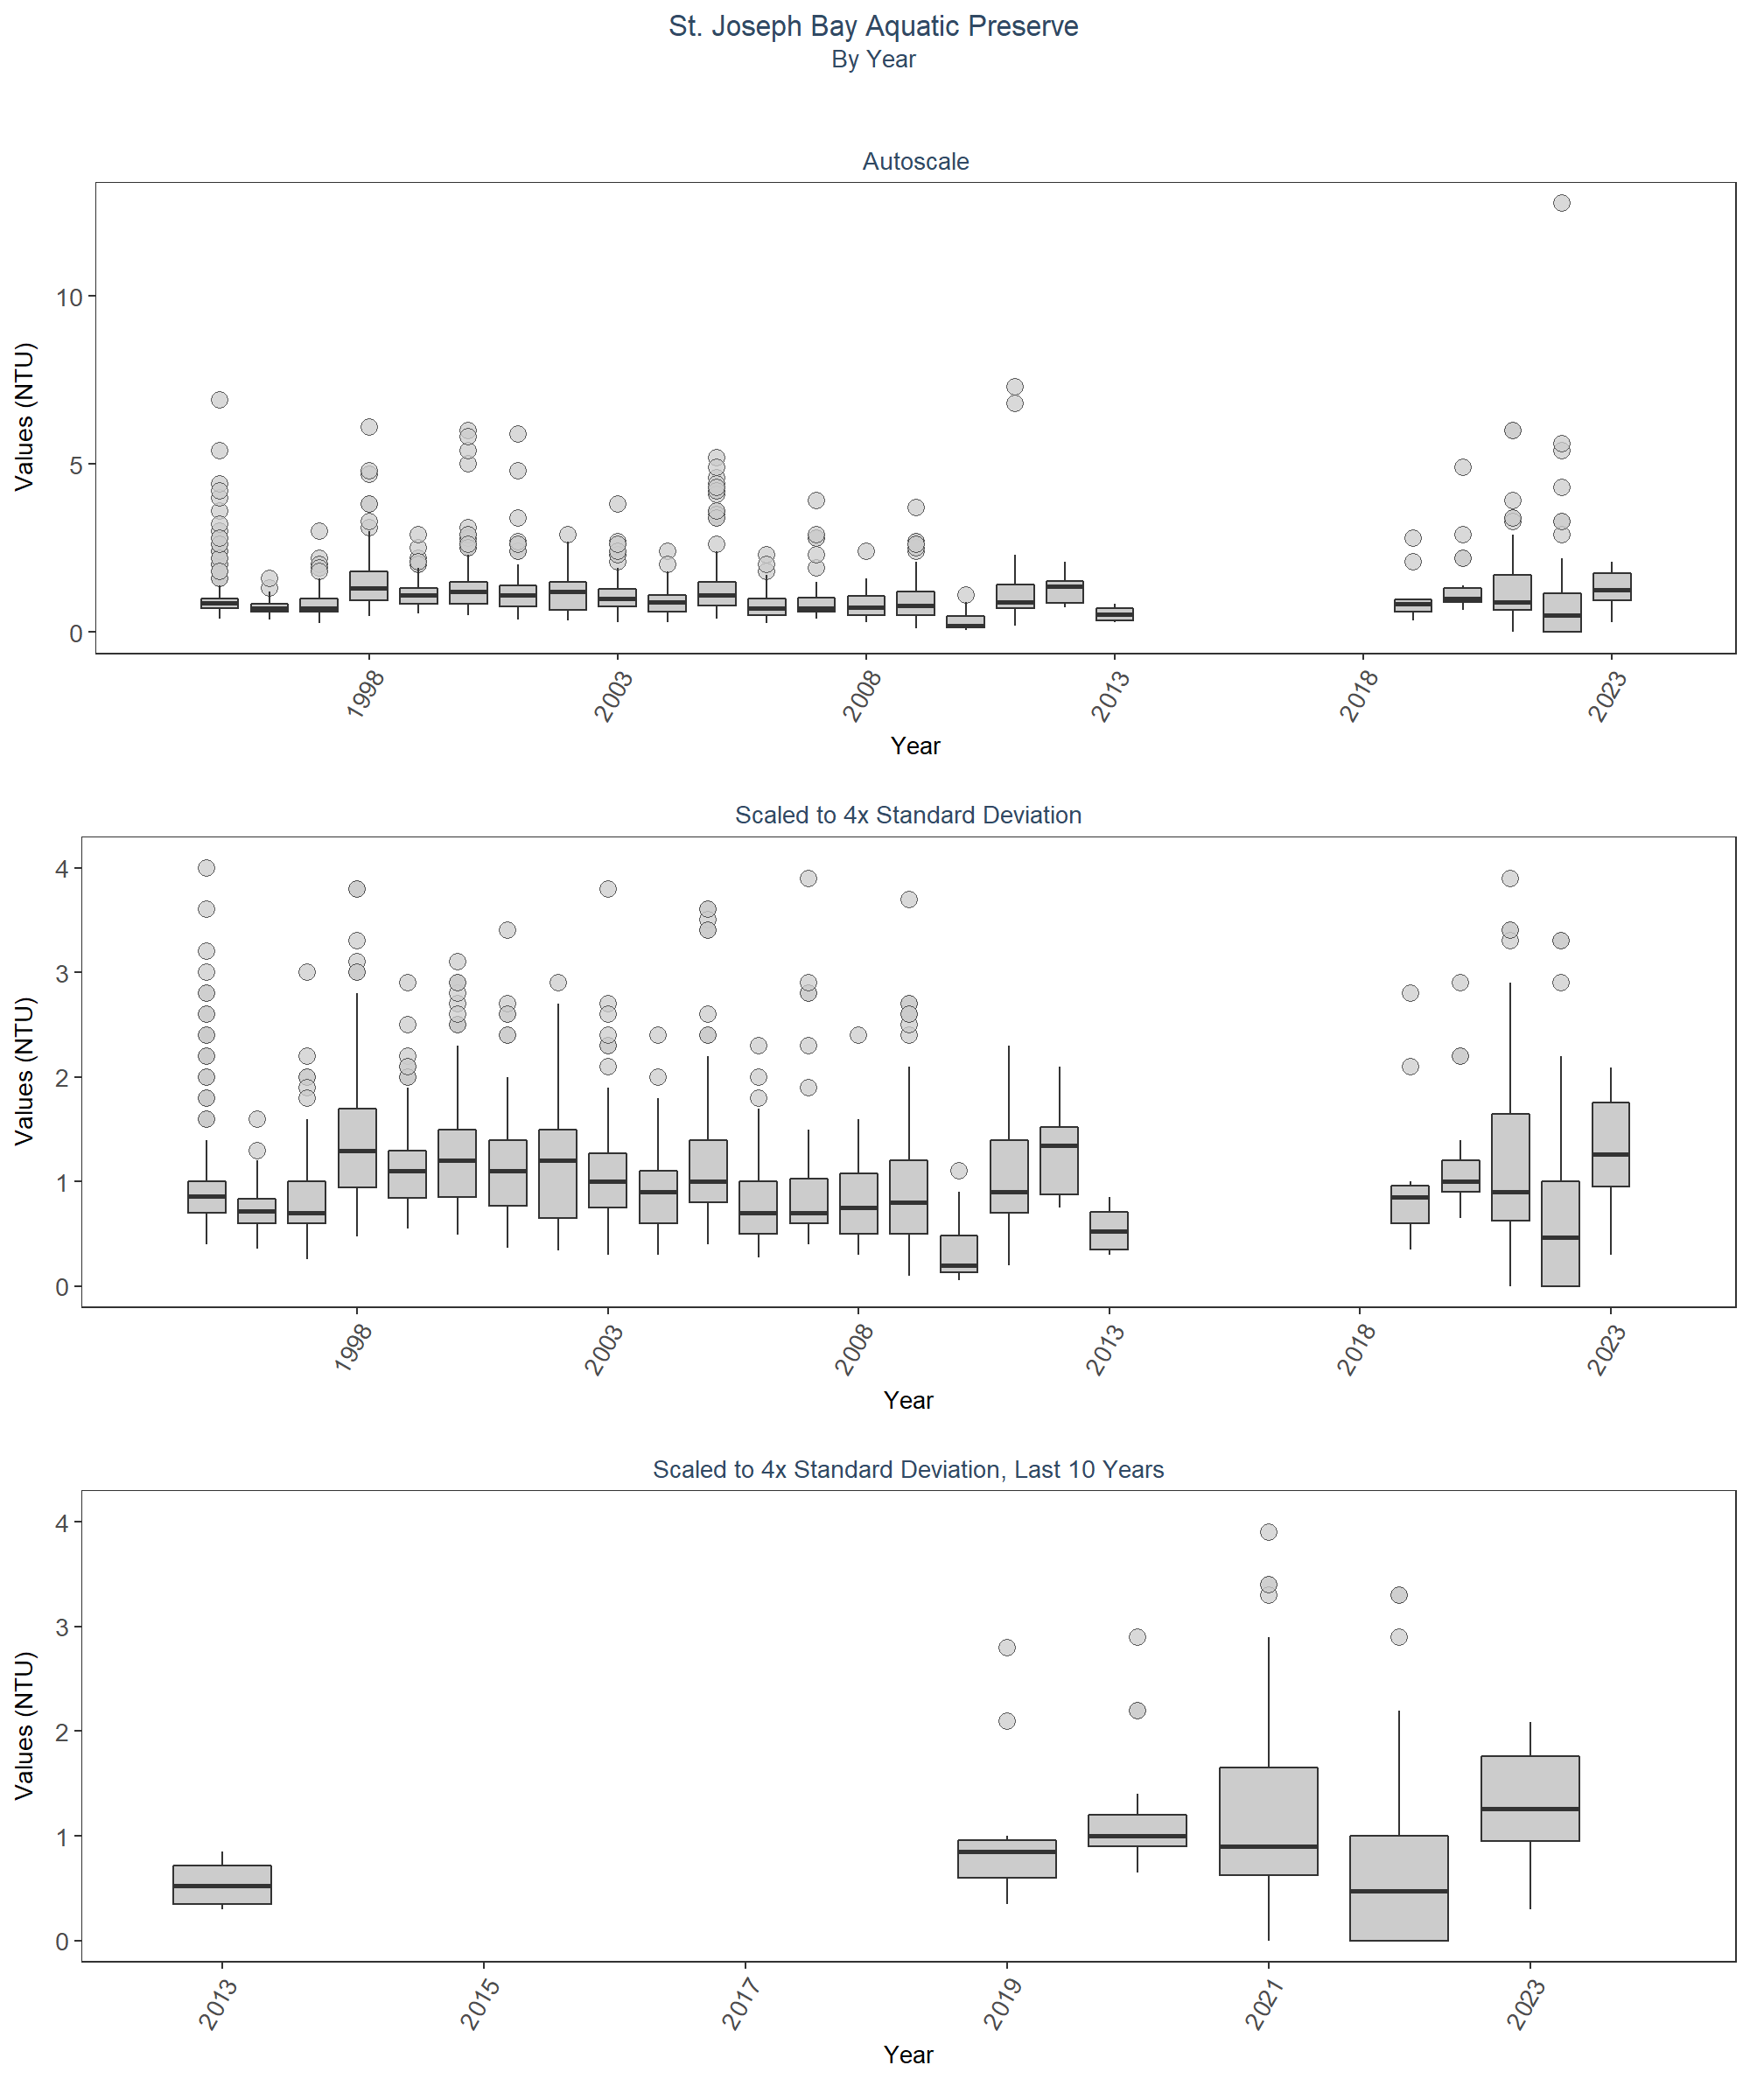 St. Joseph Bay Aquatic Preserve
By Year
Autoscale
Values (NTU)
10
5
0
1998 2003 2008 2013 2018 2023
Year
Scaled to 4x Standard Deviation
Values (NTU)
4
3
2
1
0
1998 2003 2008 2013 2018 2023
Year
Scaled to 4x Standard Deviation, Last 10 Years
Values (NTU)
4
3
2
1
0
2013 2015 2017 2019 2021 2023
Year